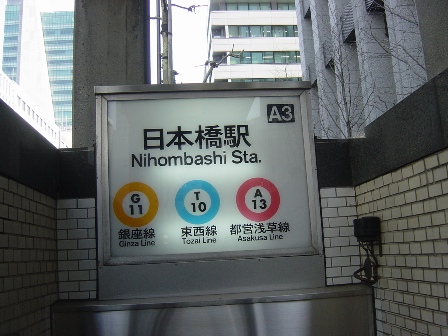 A3
日本橋駅
Nihombashi Sta.
G 11
T 10
A 13
銀座線
Ginza Line
東西線
Tozai Line
都営浅草線
Asakusa Line